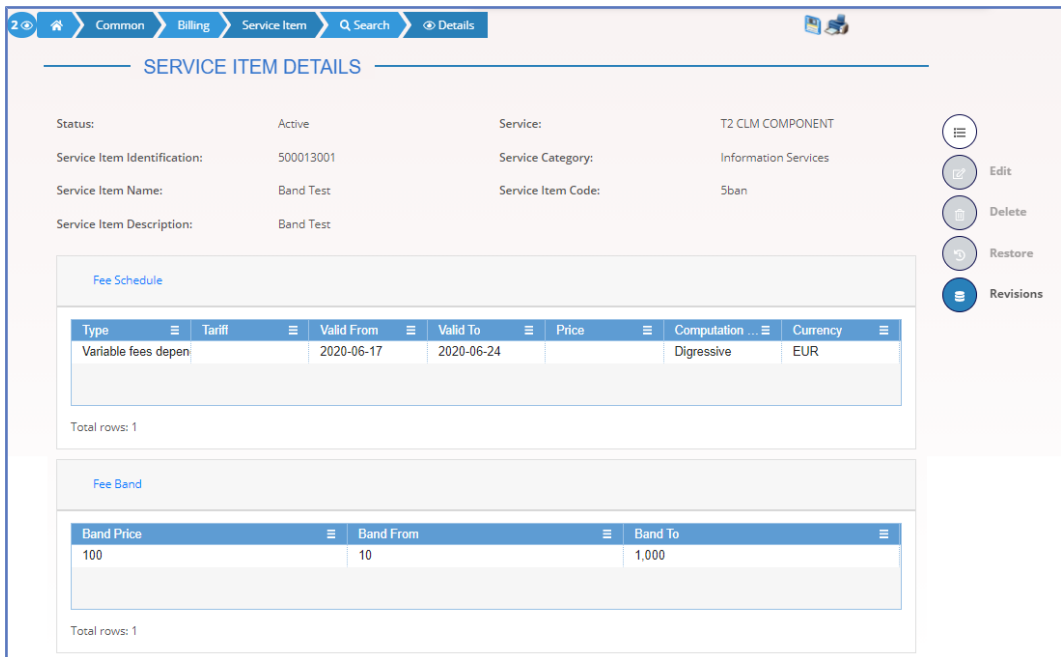 2 Common Billing Service Item Search Details
SERVICE ITEM DETAILS
Status: Active Service: T2 CLM COMPONENT
Service Item Identification: 500013001 Service Category: Information Services
Service Item Name: Band Test Service Item Code: 5ban
Service Item Description: Band Test
Edit
Delete
Restore
Revisions
Fee Schedule
Type Tariff Valid From Valid To Price Computation ... Currency
Variable fees depen 2020-06-17 2020-06-24 Digressive EUR
Total rows: 1
Fee Band
Band Price Band From Band To
100 10 1,000
Total rows: 1